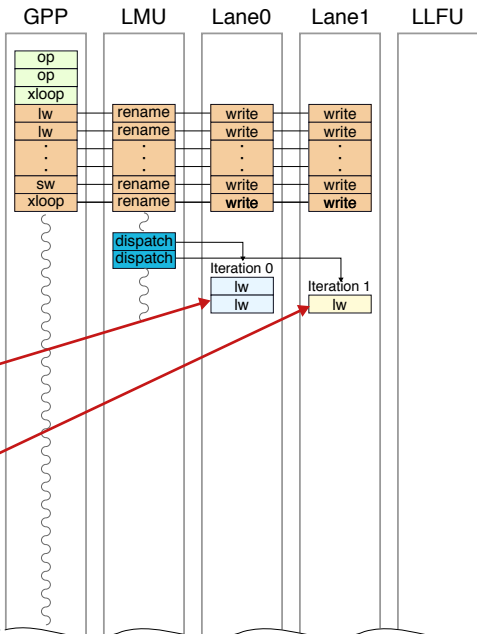 GPP LMU Lane0 Lane1 LLFU
op
op
xloop
lw rename write write
lw rename write write
sw rename write write
xloop rename write write
dispatch
dispatch
Iteration 0
lw
lw
Iteration 1
lw